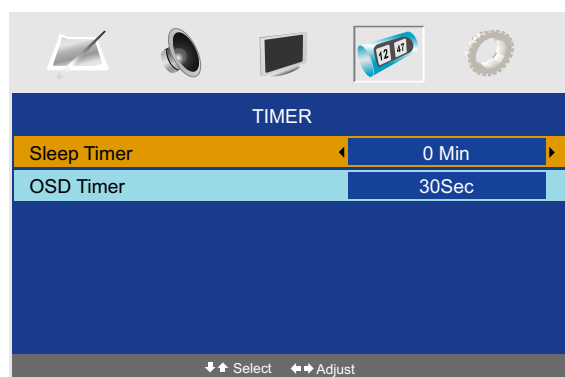 12 47
TIMER
Sleep Timer 0 Min
OSD Timer 30Sec
Select Adjust